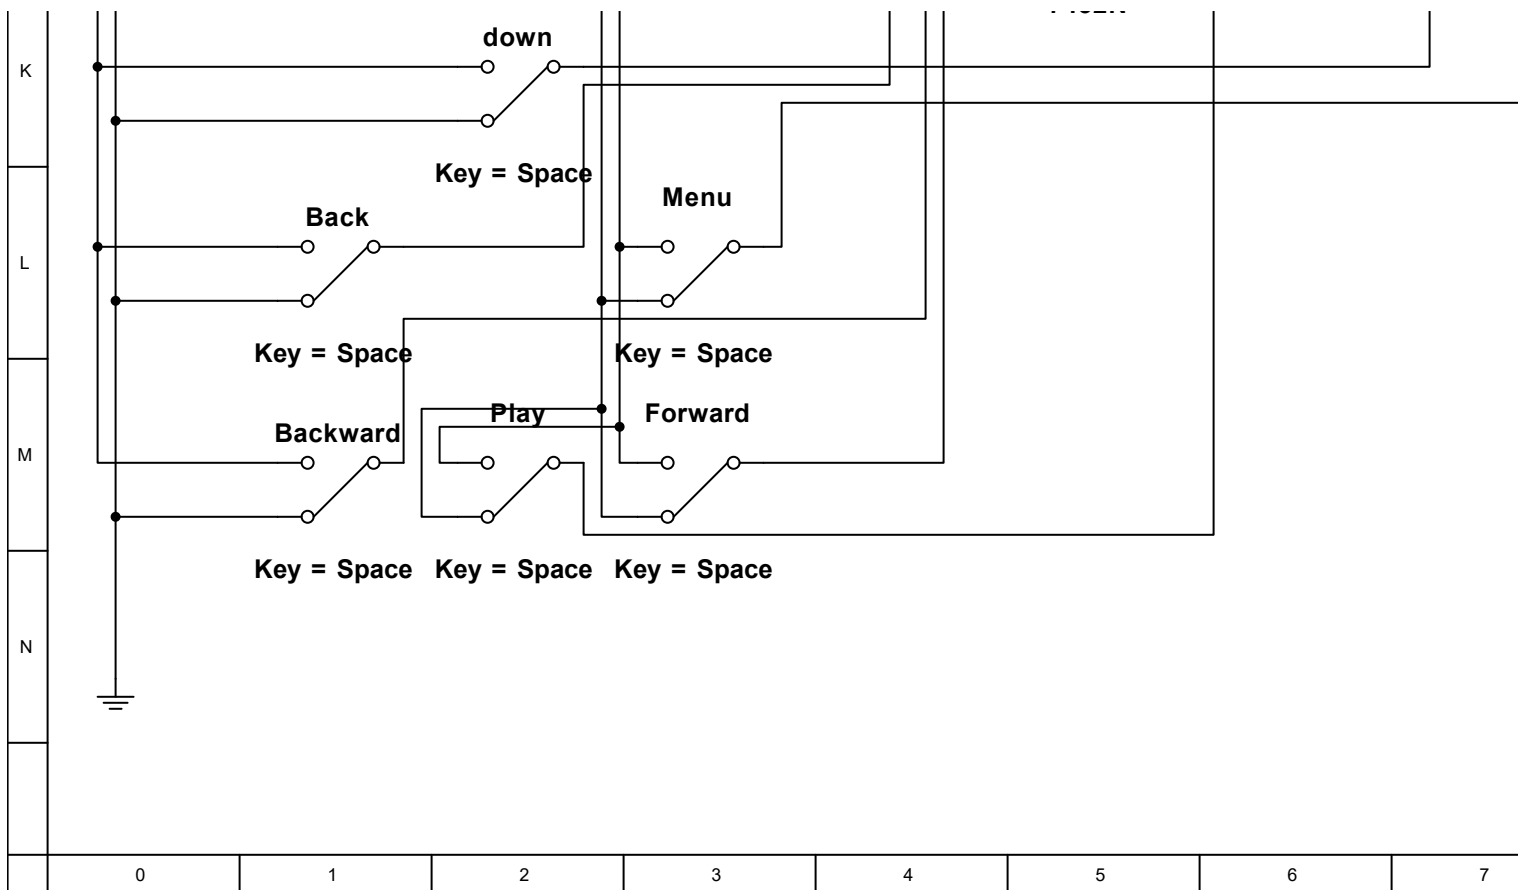 down
K
Key = Space
Menu
Back
L
Key = Space
Key = Space
Play
Forward
Backward
M
Key = Space
Key = Space
Key = Space
N
0
1
2
3
4
5
6
7